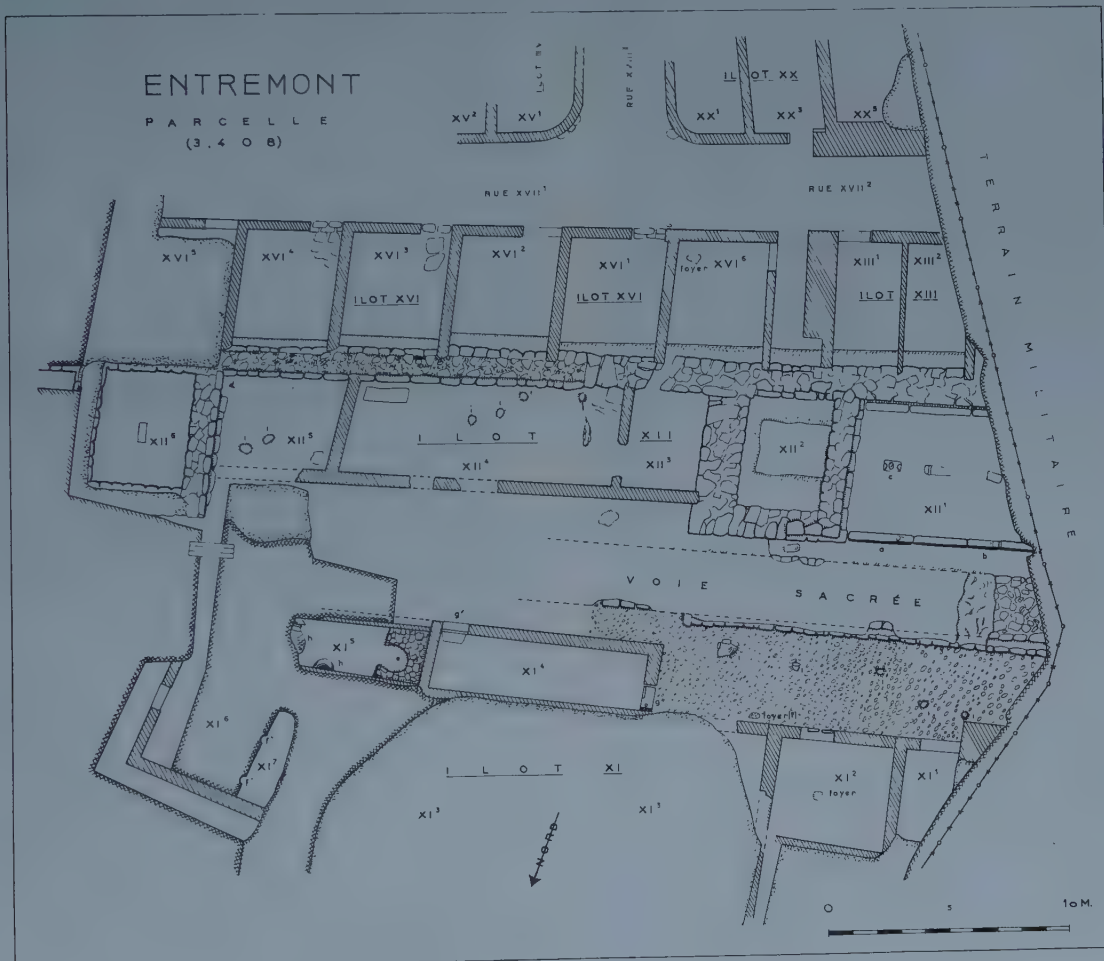 ENTREMONT
PARCELLE
(3.408)
ILOT XX
RUE XVIII²
XV² XV¹ XX¹ XX³
RUE XVII¹ RUE XVII²
XVI⁵ XVI⁴ XVI³ XVI² XVI¹ foyer XVI⁶ XIII¹ XIII²
ILOT XVI ILOT XVI ILOT XIII
TERRAIN MILITAIRE
XII⁶ XII⁵ ILOT XII XII²
XII⁴ XII³ c XII¹
a b
VOIE SACRÉE
g'
h XI⁵ e XI⁴
h g
foyer(?)
XI⁶ XI⁷ XI² XI¹
foyer
ILOT XI
XI³ XI³
NORD
0 5 10 M.